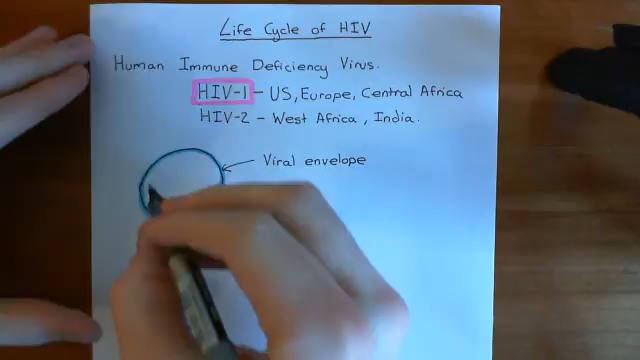 Life Cycle of HIV
Human Immune Deficiency Virus.
HIV-1 - US, Europe, Central Africa
HIV-2 - West Africa, India.
Viral envelope